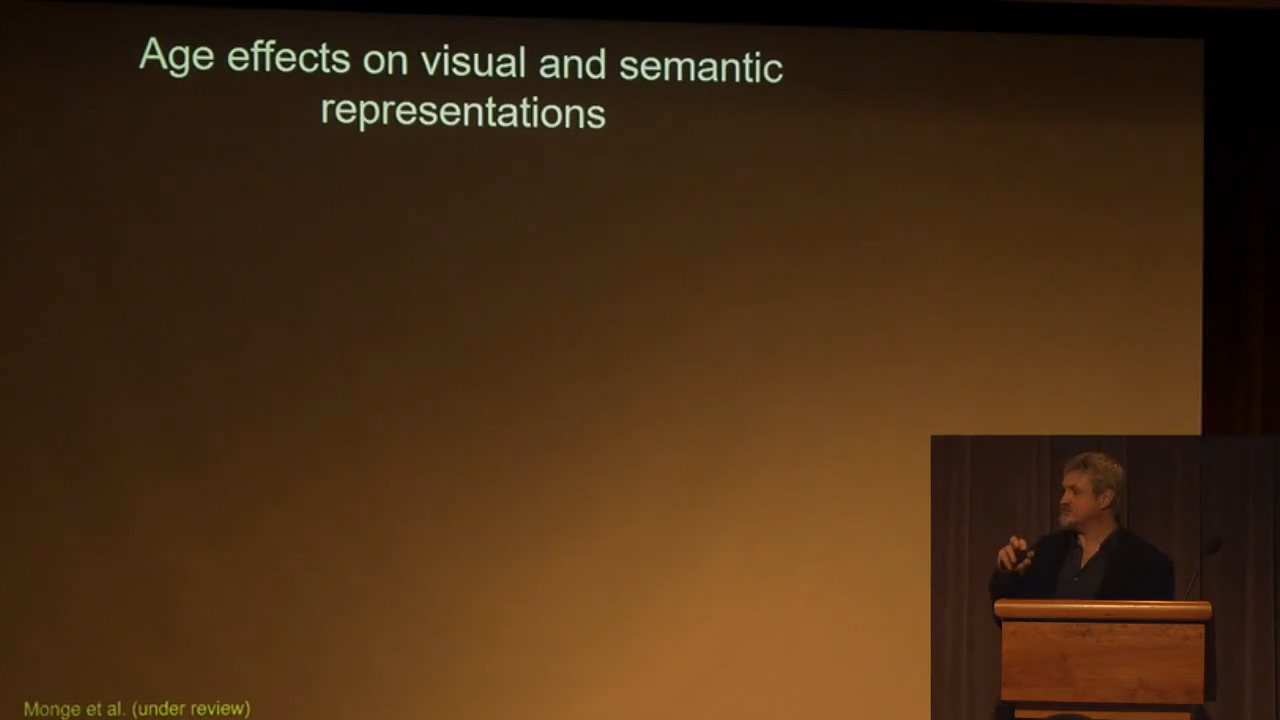 Age effects on visual and semantic
representations
Monge et al. (under review)